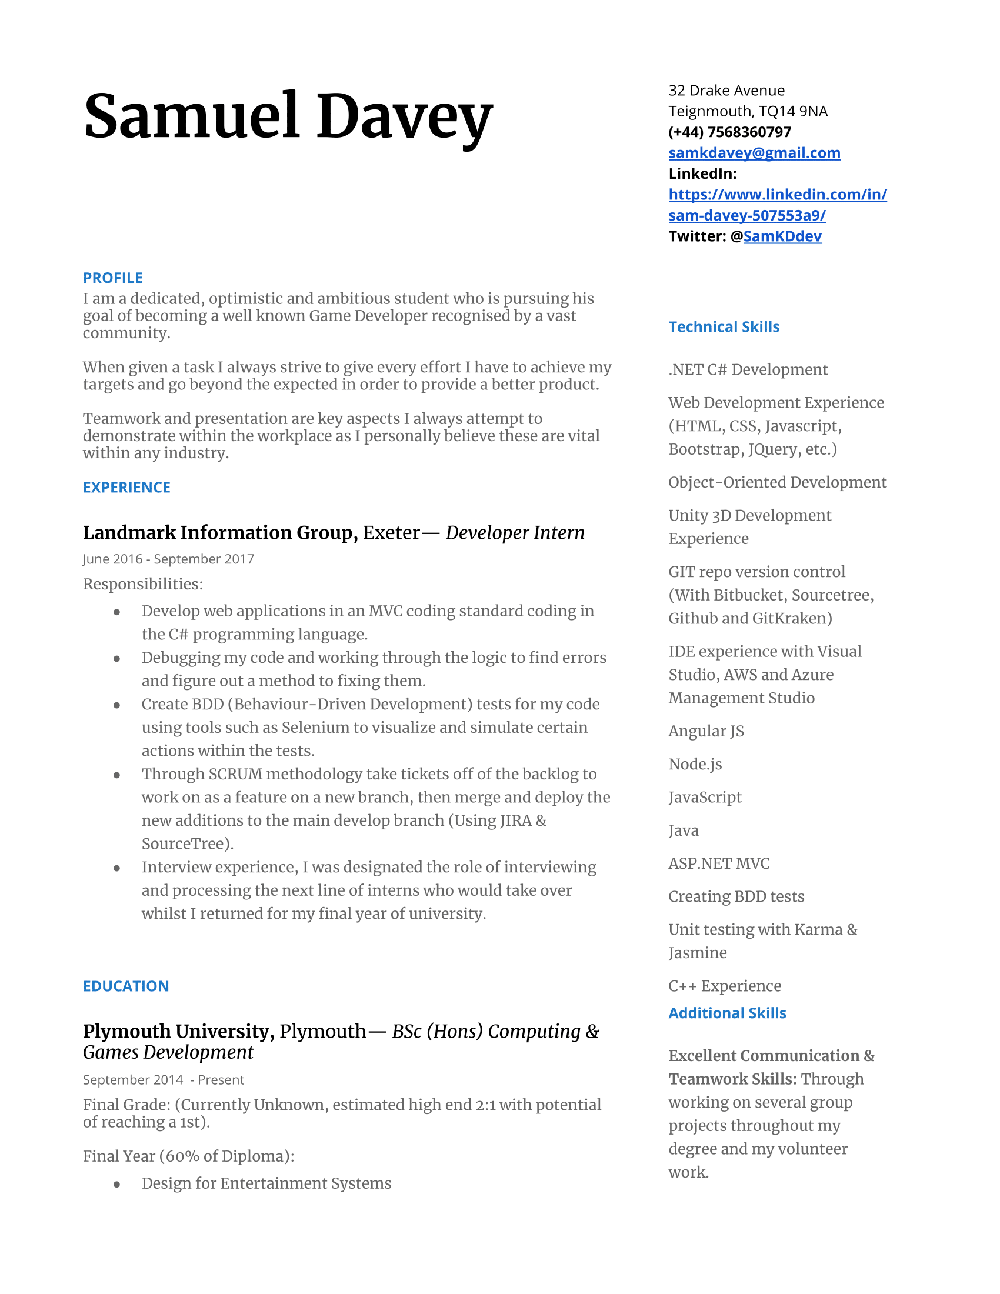 Samuel Davey
32 Drake Avenue
Teignmouth, TQ14 9NA
(+44) 7568360797
samkdavey@gmail.com
LinkedIn:
https://www.linkedin.com/in/
sam-davey-507553a9/
Twitter: @SamKDdev
PROFILE
I am a dedicated, optimistic and ambitious student who is pursuing his
goal of becoming a well known Game Developer recognised by a vast
community.
When given a task I always strive to give every effort I have to achieve my
targets and go beyond the expected in order to provide a better product.
Teamwork and presentation are key aspects I always attempt to
demonstrate within the workplace as I personally believe these are vital
within any industry.
EXPERIENCE
Landmark Information Group, Exeter— Developer Intern
June 2016 - September 2017
Responsibilities:
● Develop web applications in an MVC coding standard coding in
the C# programming language.
● Debugging my code and working through the logic to find errors
and figure out a method to fixing them.
● Create BDD (Behaviour-Driven Development) tests for my code
using tools such as Selenium to visualize and simulate certain
actions within the tests.
● Through SCRUM methodology take tickets off of the backlog to
work on as a feature on a new branch, then merge and deploy the
new additions to the main develop branch (Using JIRA &
SourceTree).
● Interview experience, I was designated the role of interviewing
and processing the next line of interns who would take over
whilst I returned for my final year of university.
EDUCATION
Plymouth University, Plymouth— BSc (Hons) Computing &
Games Development
September 2014 - Present
Final Grade: (Currently Unknown, estimated high end 2:1 with potential
of reaching a 1st).
Final Year (60% of Diploma):
● Design for Entertainment Systems
Technical Skills
.NET C# Development
Web Development Experience
(HTML, CSS, Javascript,
Bootstrap, JQuery, etc.)
Object-Oriented Development
Unity 3D Development
Experience
GIT repo version control
(With Bitbucket, Sourcetree,
Github and GitKraken)
IDE experience with Visual
Studio, AWS and Azure
Management Studio
Angular JS
Node.js
JavaScript
Java
ASP.NET MVC
Creating BDD tests
Unit testing with Karma &
Jasmine
C++ Experience
Additional Skills
Excellent Communication &
Teamwork Skills: Through
working on several group
projects throughout my
degree and my volunteer
work.